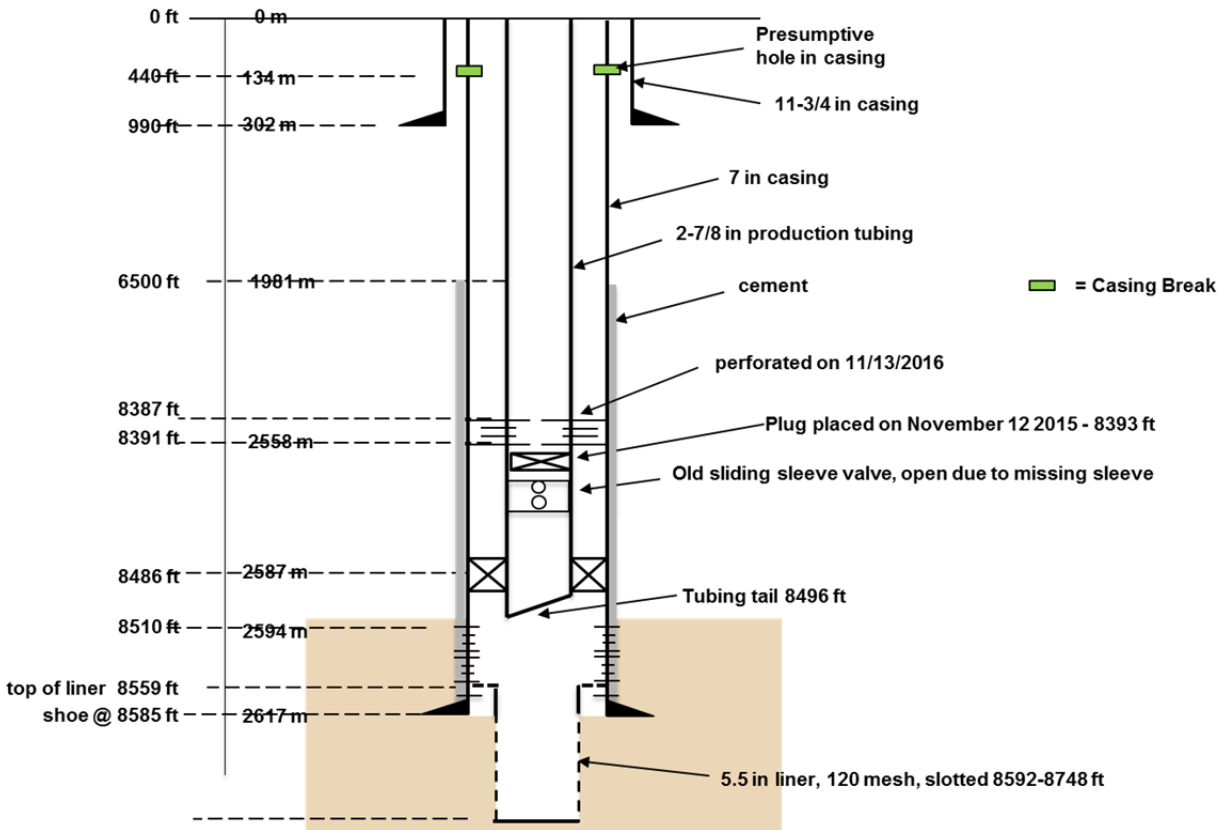 0 ft 0 m
Presumptive
hole in casing
440 ft 134 m
11-3/4 in casing
990 ft 302 m
7 in casing
2-7/8 in production tubing
6500 ft 1981 m
cement
= Casing Break
perforated on 11/13/2016
8387 ft
Plug placed on November 12 2015 - 8393 ft
8391 ft 2558 m
Old sliding sleeve valve, open due to missing sleeve
8486 ft 2587 m
Tubing tail 8496 ft
8510 ft 2594 m
top of liner 8559 ft
shoe @ 8585 ft 2617 m
5.5 in liner, 120 mesh, slotted 8592-8748 ft